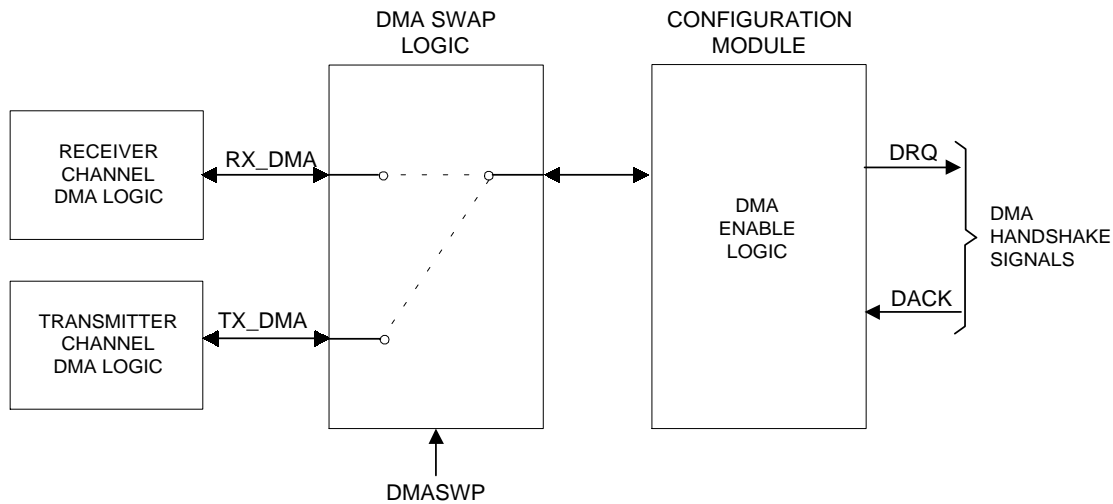 DMA SWAP
LOGIC
CONFIGURATION
MODULE
RECEIVER
CHANNEL
DMA LOGIC
RX_DMA
TRANSMITTER
CHANNEL
DMA LOGIC
TX_DMA
DMASWP
DMA
ENABLE
LOGIC
DRQ
DACK
DMA
HANDSHAKE
SIGNALS